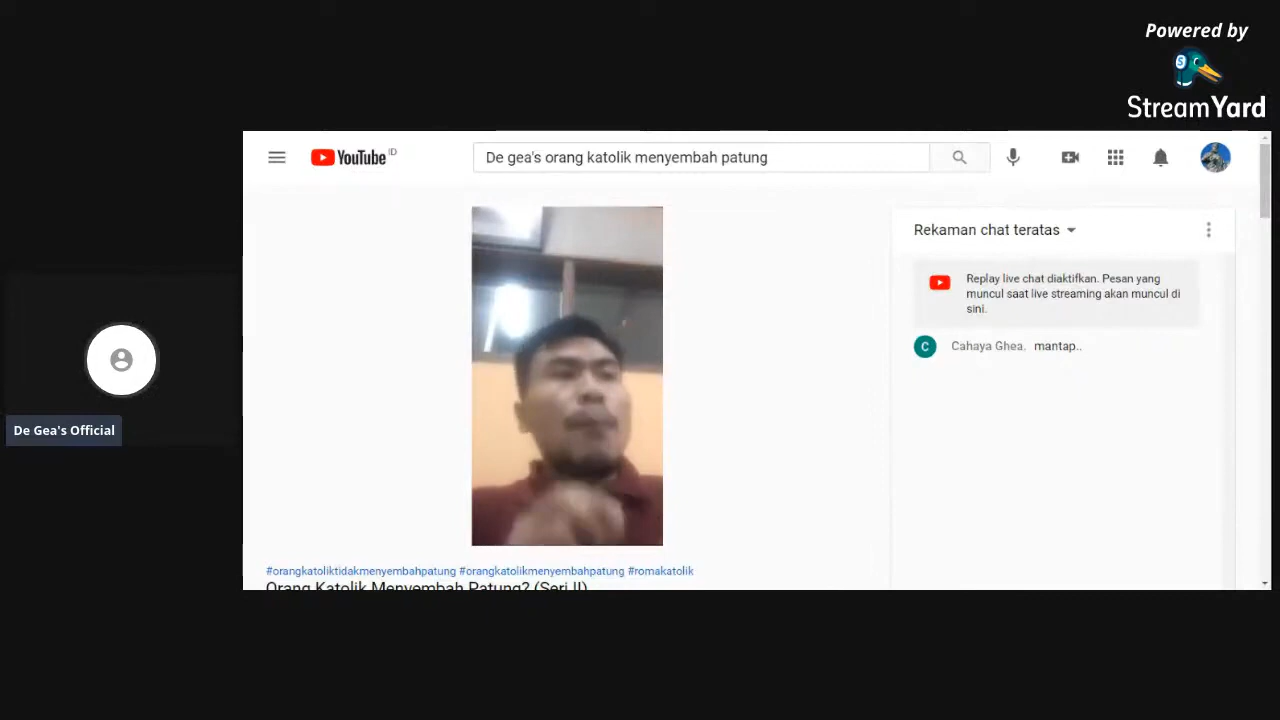 Powered by
StreamYard
YouTube ID
De gea's orang katolik menyembah patung
Rekaman chat teratas
Replay live chat diaktifkan. Pesan yang
muncul saat live streaming akan muncul di
sini.
C Cahaya Ghea. mantap..
De Gea's Official
#orangkatoliktidakmenyembahpatung #orangkatolikmenyembahpatung #romakatolik
Orang Katolik Menyembah Patung? (Seri II)